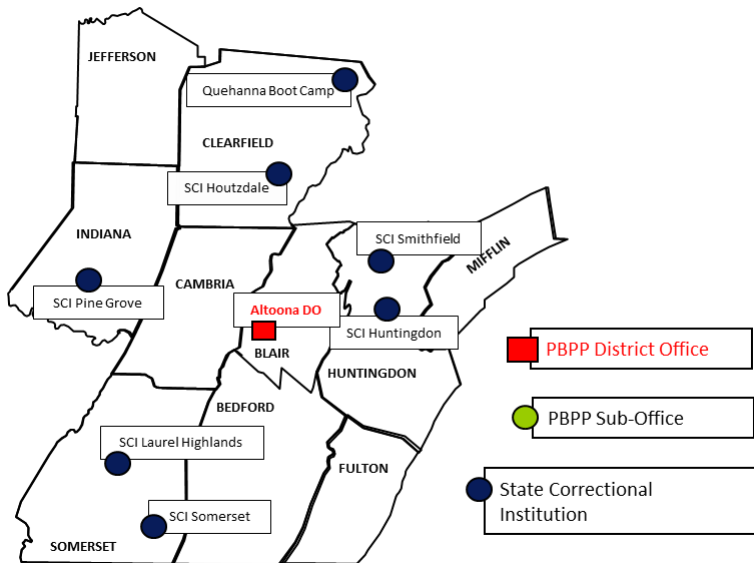 JEFFERSON
Quehanna Boot Camp
CLEARFIELD
SCI Houtzdale
INDIANA
SCI Smithfield
MIFFLIN
CAMBRIA
SCI Pine Grove
Altoona DO
SCI Huntingdon
BLAIR
HUNTINGDON
BEDFORD
SCI Laurel Highlands
FULTON
SCI Somerset
SOMERSET
PBPP District Office
PBPP Sub-Office
State Correctional
Institution